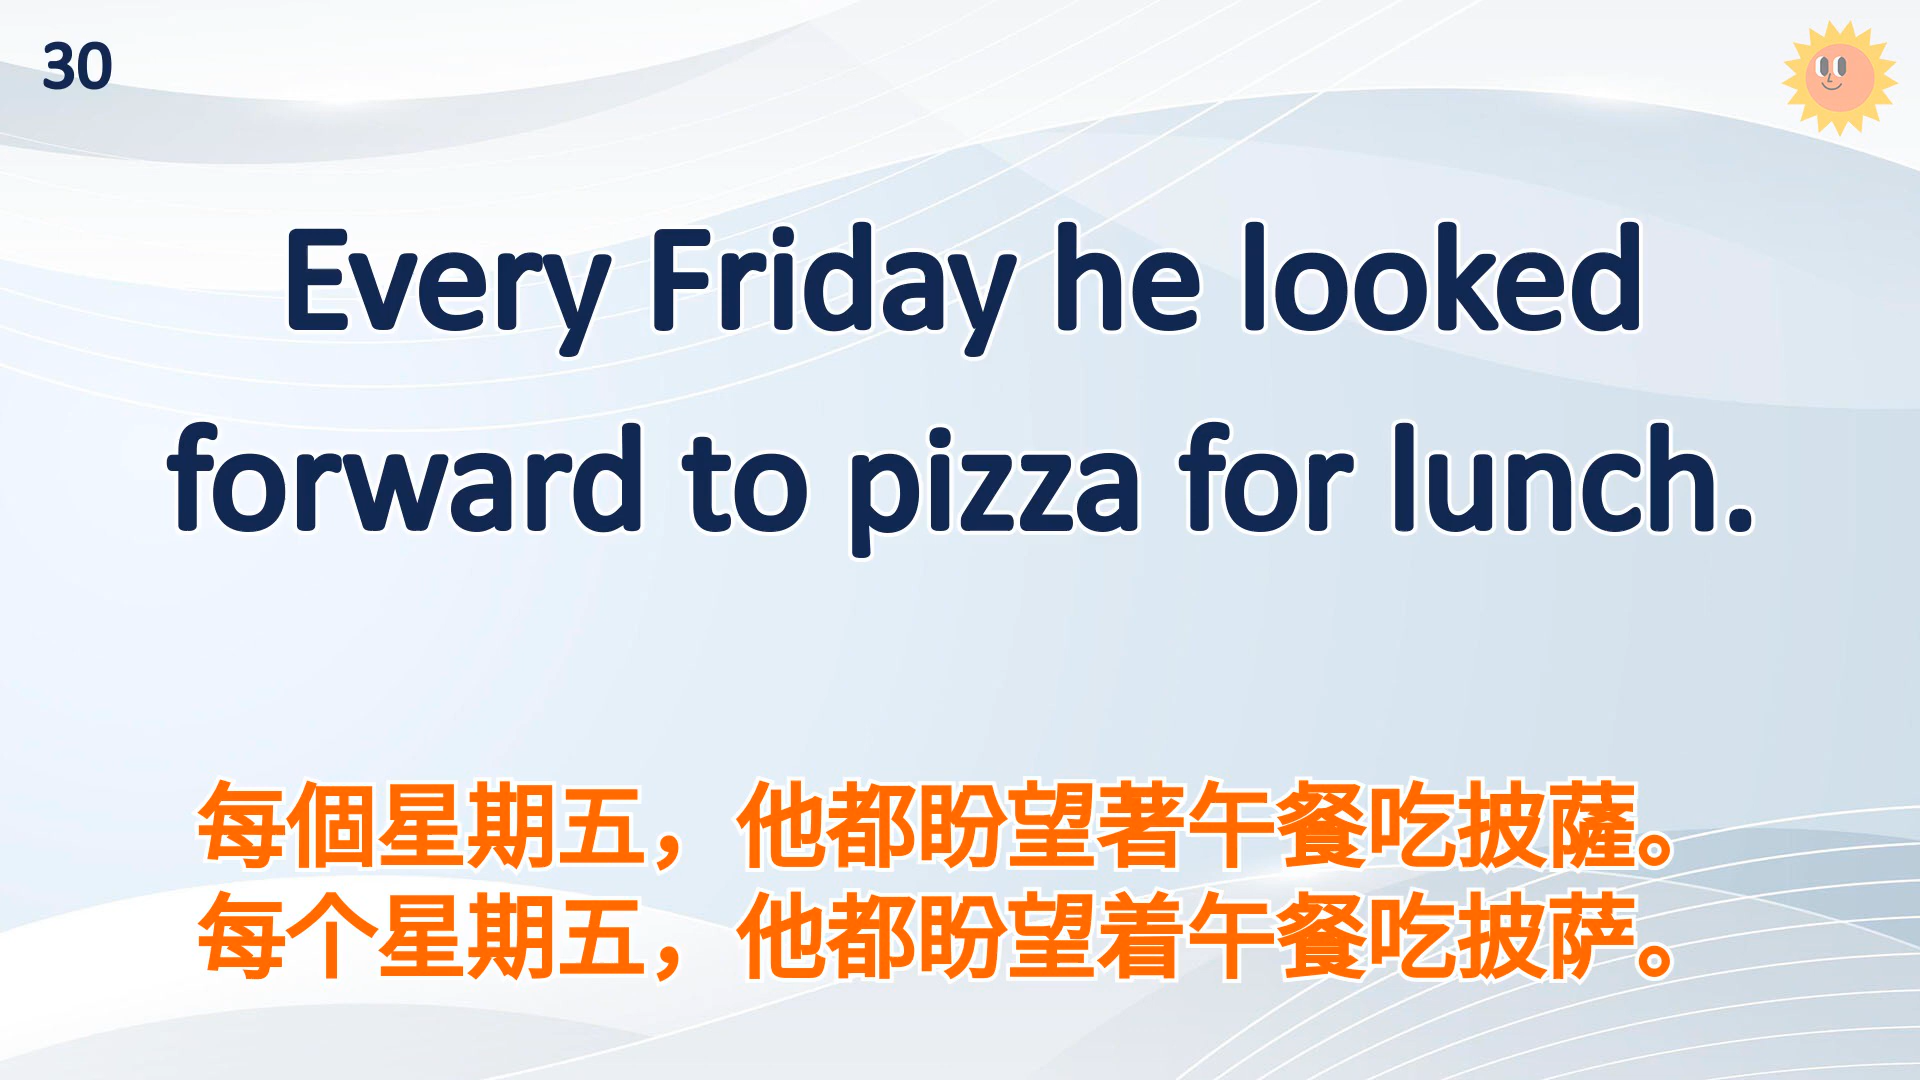 30
Every Friday he looked
forward to pizza for lunch.
每個星期五，他都盼望著午餐吃披薩。
每个星期五，他都盼望着午餐吃披萨。